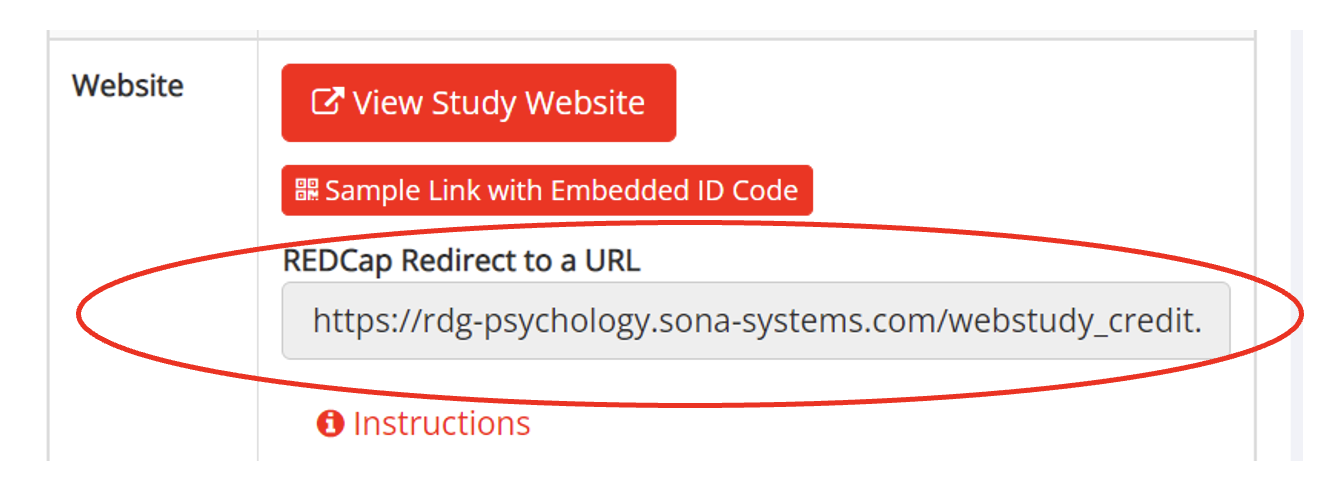 Website
View Study Website
Sample Link with Embedded ID Code
REDCap Redirect to a URL
https://rdg-psychology.sona-systems.com/webstudy_credit.
Instructions